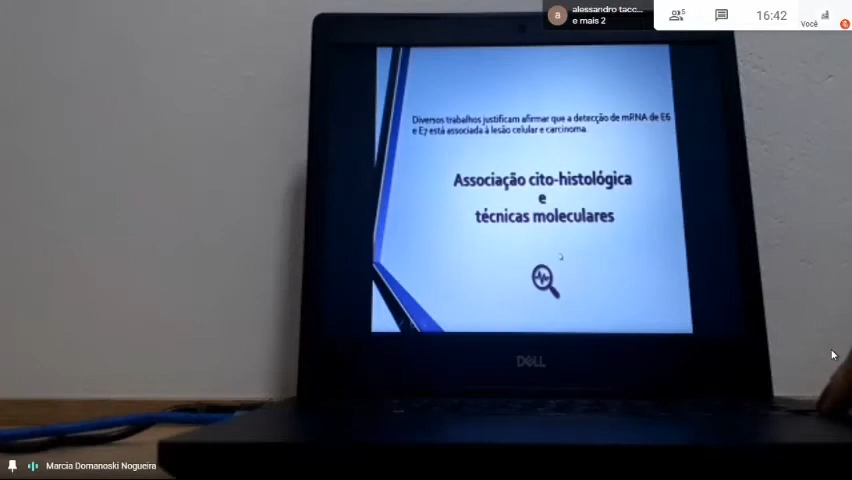 alessandro tacc...
e mais 2
5
16:42
Você
Diversos trabalhos justificam afirmar que a detecção de mRNA de E6
e E7 está associada à lesão celular e carcinoma.
Associação cito-histológica
e
técnicas moleculares
DELL
Marcia Domanoski Nogueira